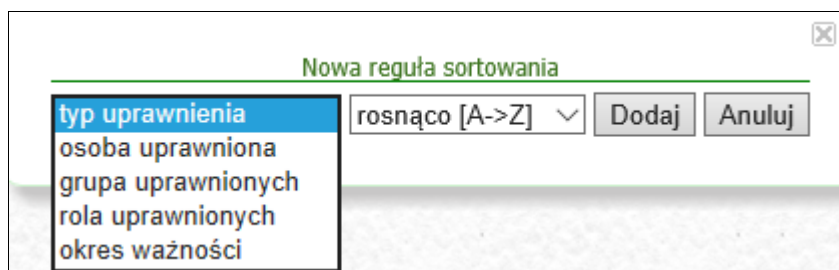 Nowa reguła sortowania
typ uprawnienia rosnąco [A->Z] Dodaj Anuluj
osoba uprawniona
grupa uprawnionych
rola uprawnionych
okres ważności